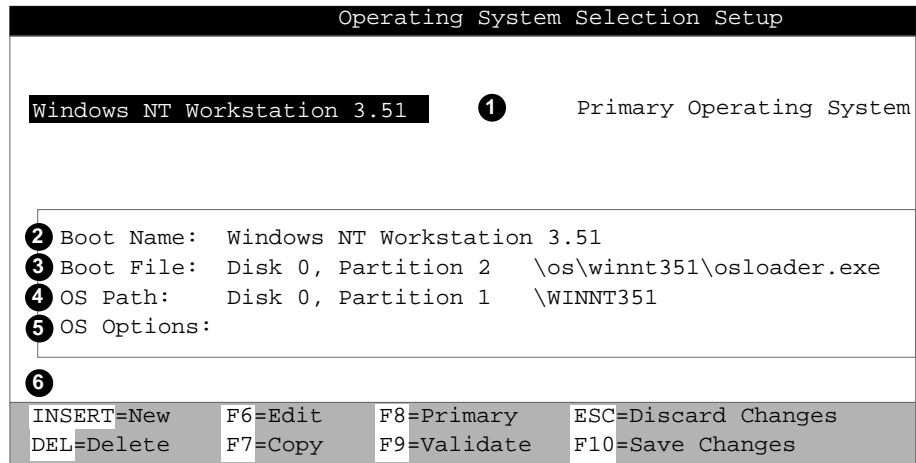 Operating System Selection Setup
Windows NT Workstation 3.51 1 Primary Operating System
2 Boot Name: Windows NT Workstation 3.51
3 Boot File: Disk 0, Partition 2 \os\winnt351\osloader.exe
4 OS Path: Disk 0, Partition 1 \WINNT351
5 OS Options:
6
INSERT=New F6=Edit F8=Primary ESC=Discard Changes
DEL=Delete F7=Copy F9=Validate F10=Save Changes